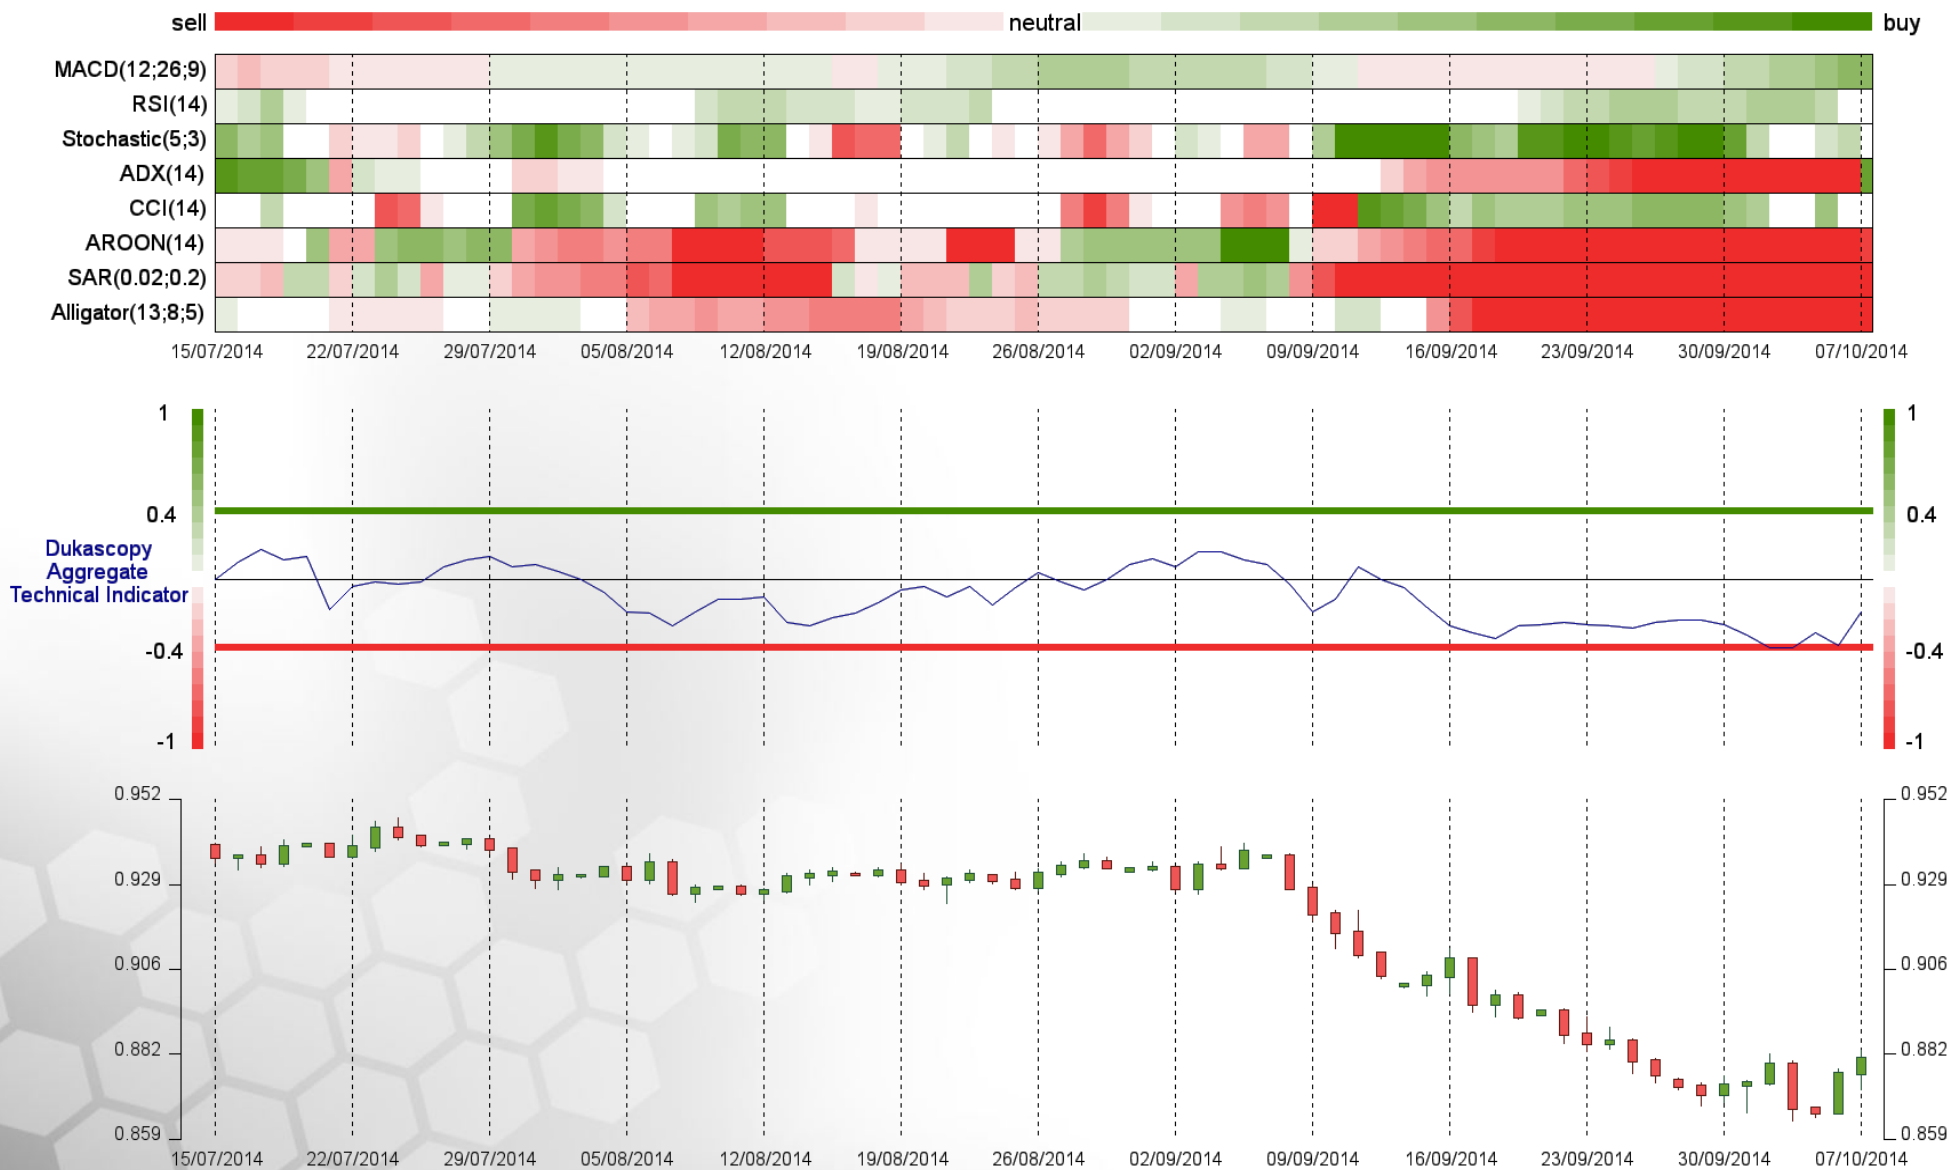 sell neutral buy
MACD(12;26;9)
RSI(14)
Stochastic(5;3)
ADX(14)
CCI(14)
AROON(14)
SAR(0.02;0.2)
Alligator(13;8;5)
15/07/2014 22/07/2014 29/07/2014 05/08/2014 12/08/2014 19/08/2014 26/08/2014 02/09/2014 09/09/2014 16/09/2014 23/09/2014 30/09/2014 07/10/2014
1 1
0.4 0.4
Dukascopy
Aggregate
Technical Indicator
-0.4 -0.4
-1 -1
0.952 0.952
0.929 0.929
0.906 0.906
0.882 0.882
0.859 0.859
15/07/2014 22/07/2014 29/07/2014 05/08/2014 12/08/2014 19/08/2014 26/08/2014 02/09/2014 09/09/2014 16/09/2014 23/09/2014 30/09/2014 07/10/2014